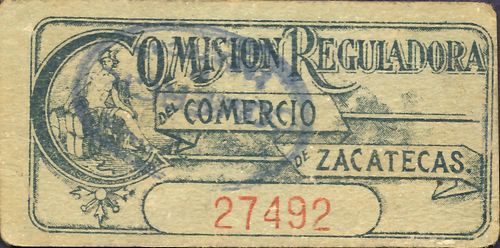 COMISION REGULADORA
DEL COMERCIO
DE ZACATECAS.
27492